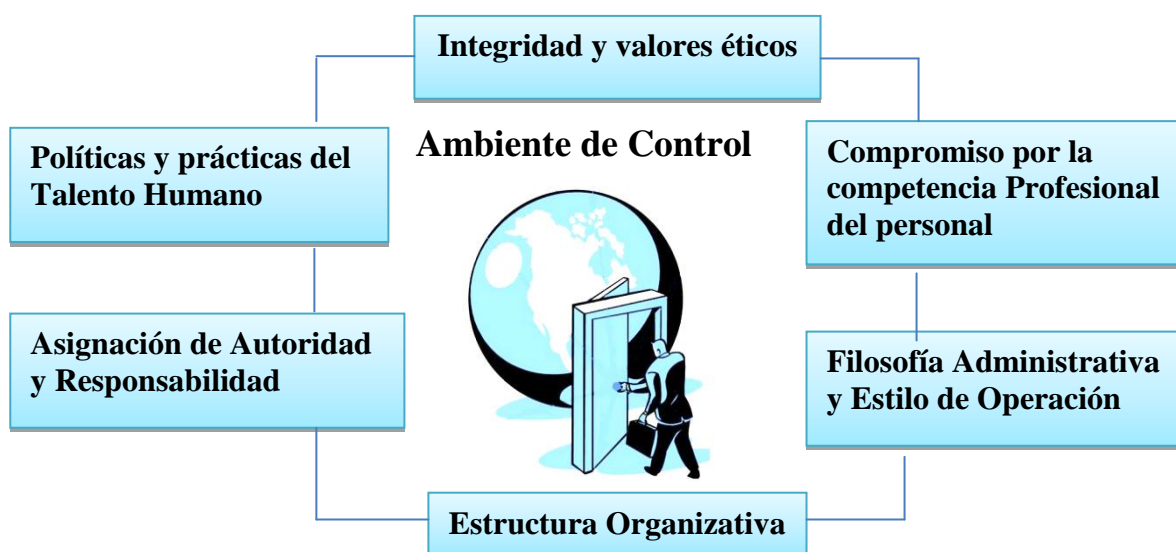 Integridad y valores éticos
Ambiente de Control
Políticas y prácticas del
Talento Humano
Compromiso por la
competencia Profesional
del personal
Asignación de Autoridad
y Responsabilidad
Filosofía Administrativa
y Estilo de Operación
Estructura Organizativa